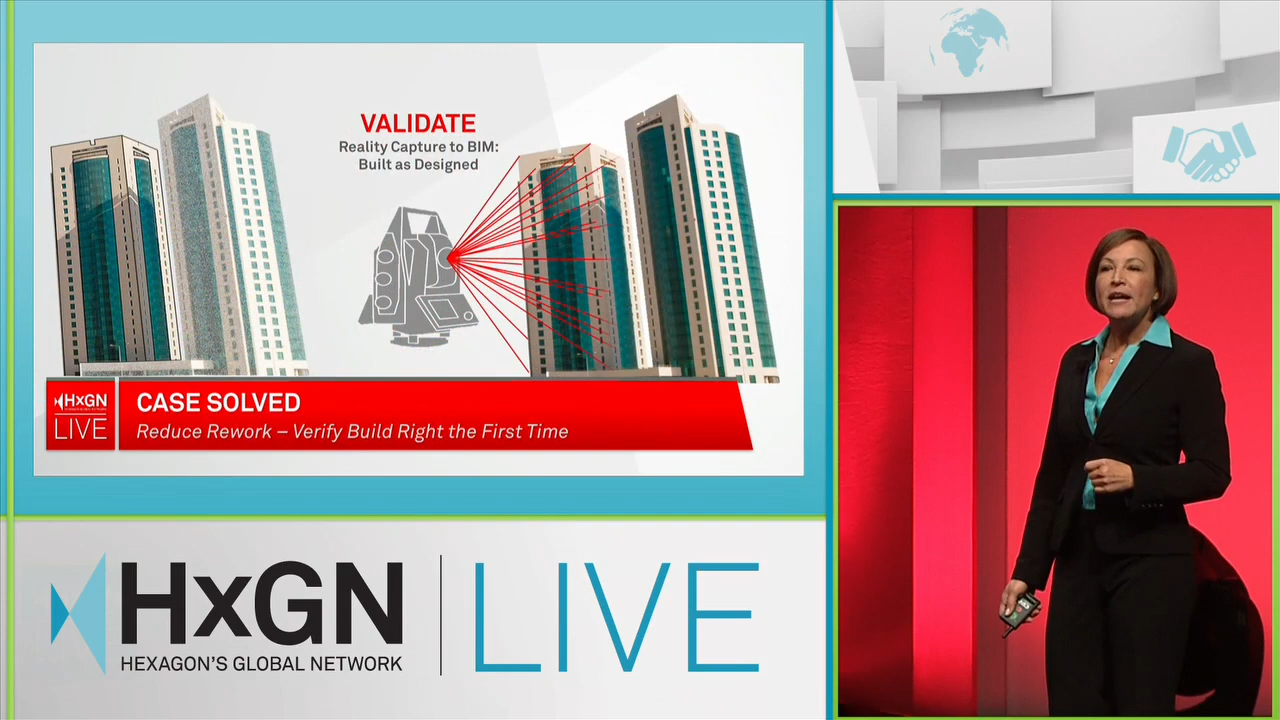 VALIDATE
Reality Capture to BIM:
Built as Designed
HxGN
LIVE
CASE SOLVED
Reduce Rework – Verify Build Right the First Time
HxGN
LIVE
HEXAGON'S GLOBAL NETWORK